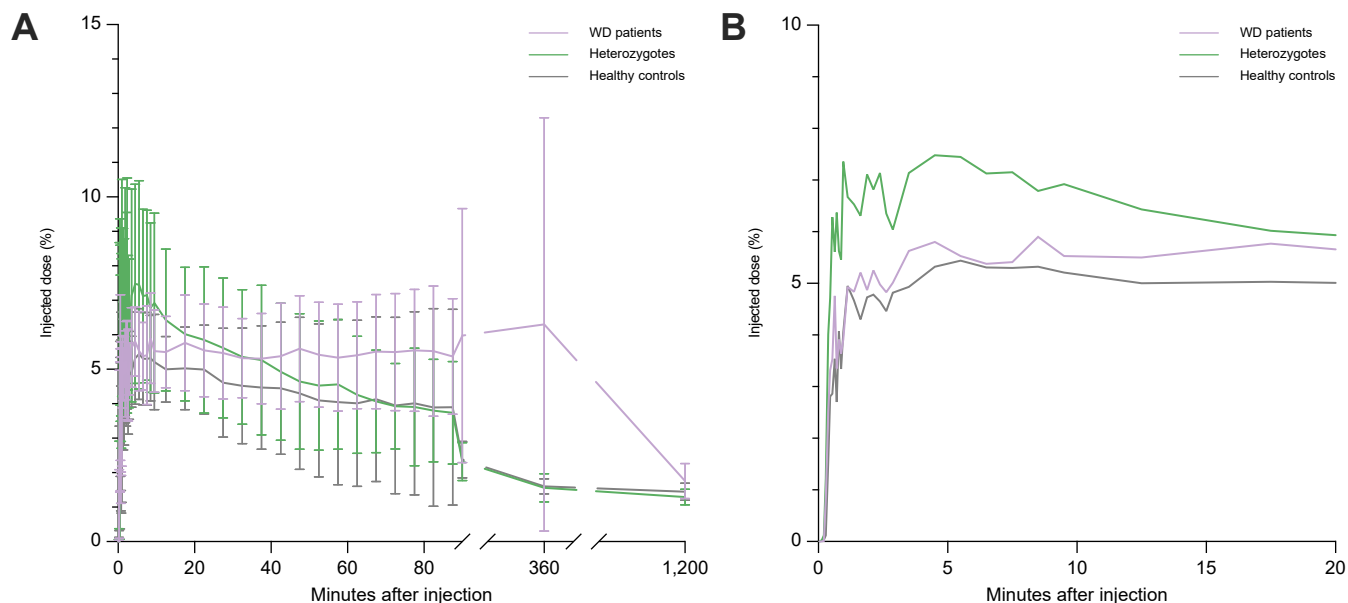 A
15
10
5
0
Injected dose (%)
WD patients
Heterozygotes
Healthy controls
0 20 40 60 80 360 1,200
Minutes after injection
B
10
5
0
Injected dose (%)
WD patients
Heterozygotes
Healthy controls
0 5 10 15 20
Minutes after injection